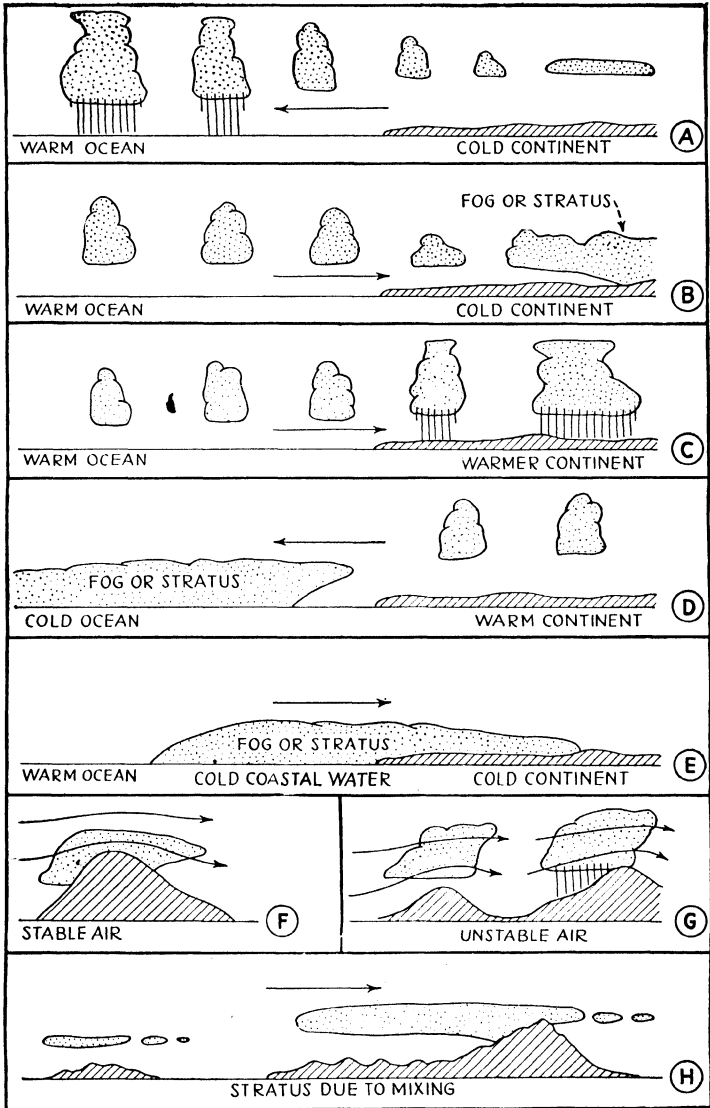 WARM OCEAN
COLD CONTINENT
A
FOG OR STRATUS
WARM OCEAN
COLD CONTINENT
B
WARM OCEAN
WARMER CONTINENT
C
FOG OR STRATUS
COLD OCEAN
WARM CONTINENT
D
FOG OR STRATUS
WARM OCEAN
COLD COASTAL WATER
COLD CONTINENT
E
STABLE AIR
F
UNSTABLE AIR
G
STRATUS DUE TO MIXING
H